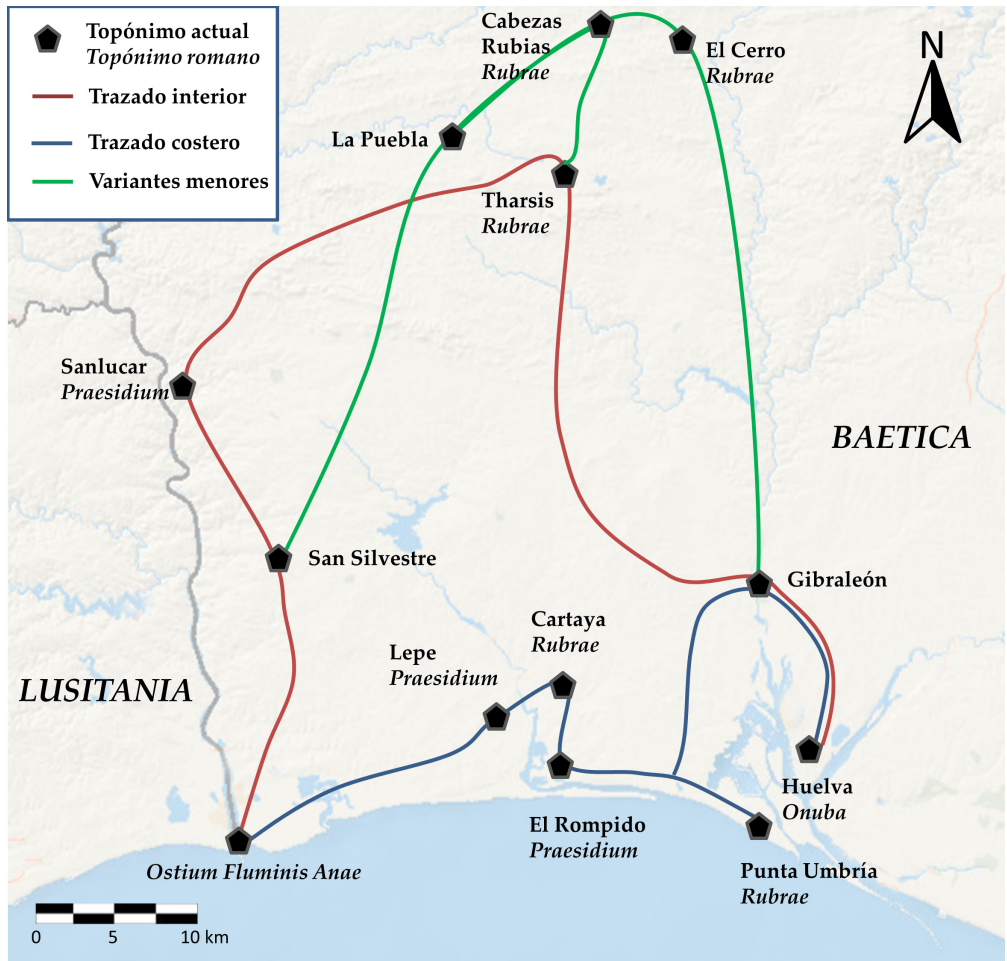 Topónimo actual
Topónimo romano
Trazado interior
Trazado costero
Variantes menores
Cabezas
Rubias
Rubrae
El Cerro
Rubrae
N
La Puebla
Tharsis
Rubrae
Sanlucar
Praesidium
BAETICA
San Silvestre
Gibraleón
Cartaya
Rubrae
Lepe
Praesidium
LUSITANIA
Huelva
Onuba
El Rompido
Praesidium
Ostium Fluminis Anae
Punta Umbría
Rubrae
0 5 10 km